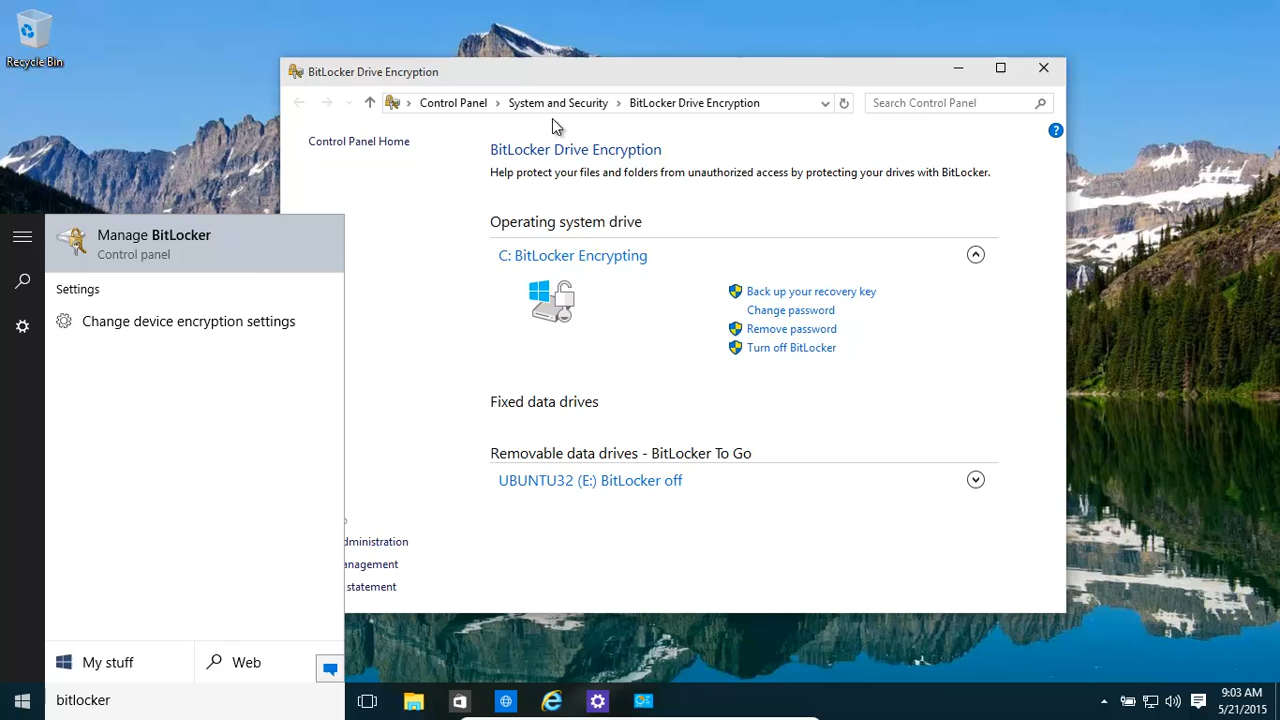 Recycle Bin
BitLocker Drive Encryption
Control Panel
System and Security
BitLocker Drive Encryption
Search Control Panel
Control Panel Home
BitLocker Drive Encryption
Help protect your files and folders from unauthorized access by protecting your drives with BitLocker.
Operating system drive
C: BitLocker Encrypting
Back up your recovery key
Change password
Remove password
Turn off BitLocker
Fixed data drives
Removable data drives - BitLocker To Go
UBUNTU32 (E:) BitLocker off
dministration
anagement
statement
Manage BitLocker
Control panel
Settings
Change device encryption settings
My stuff
Web
bitlocker
9:03 AM
5/21/2015